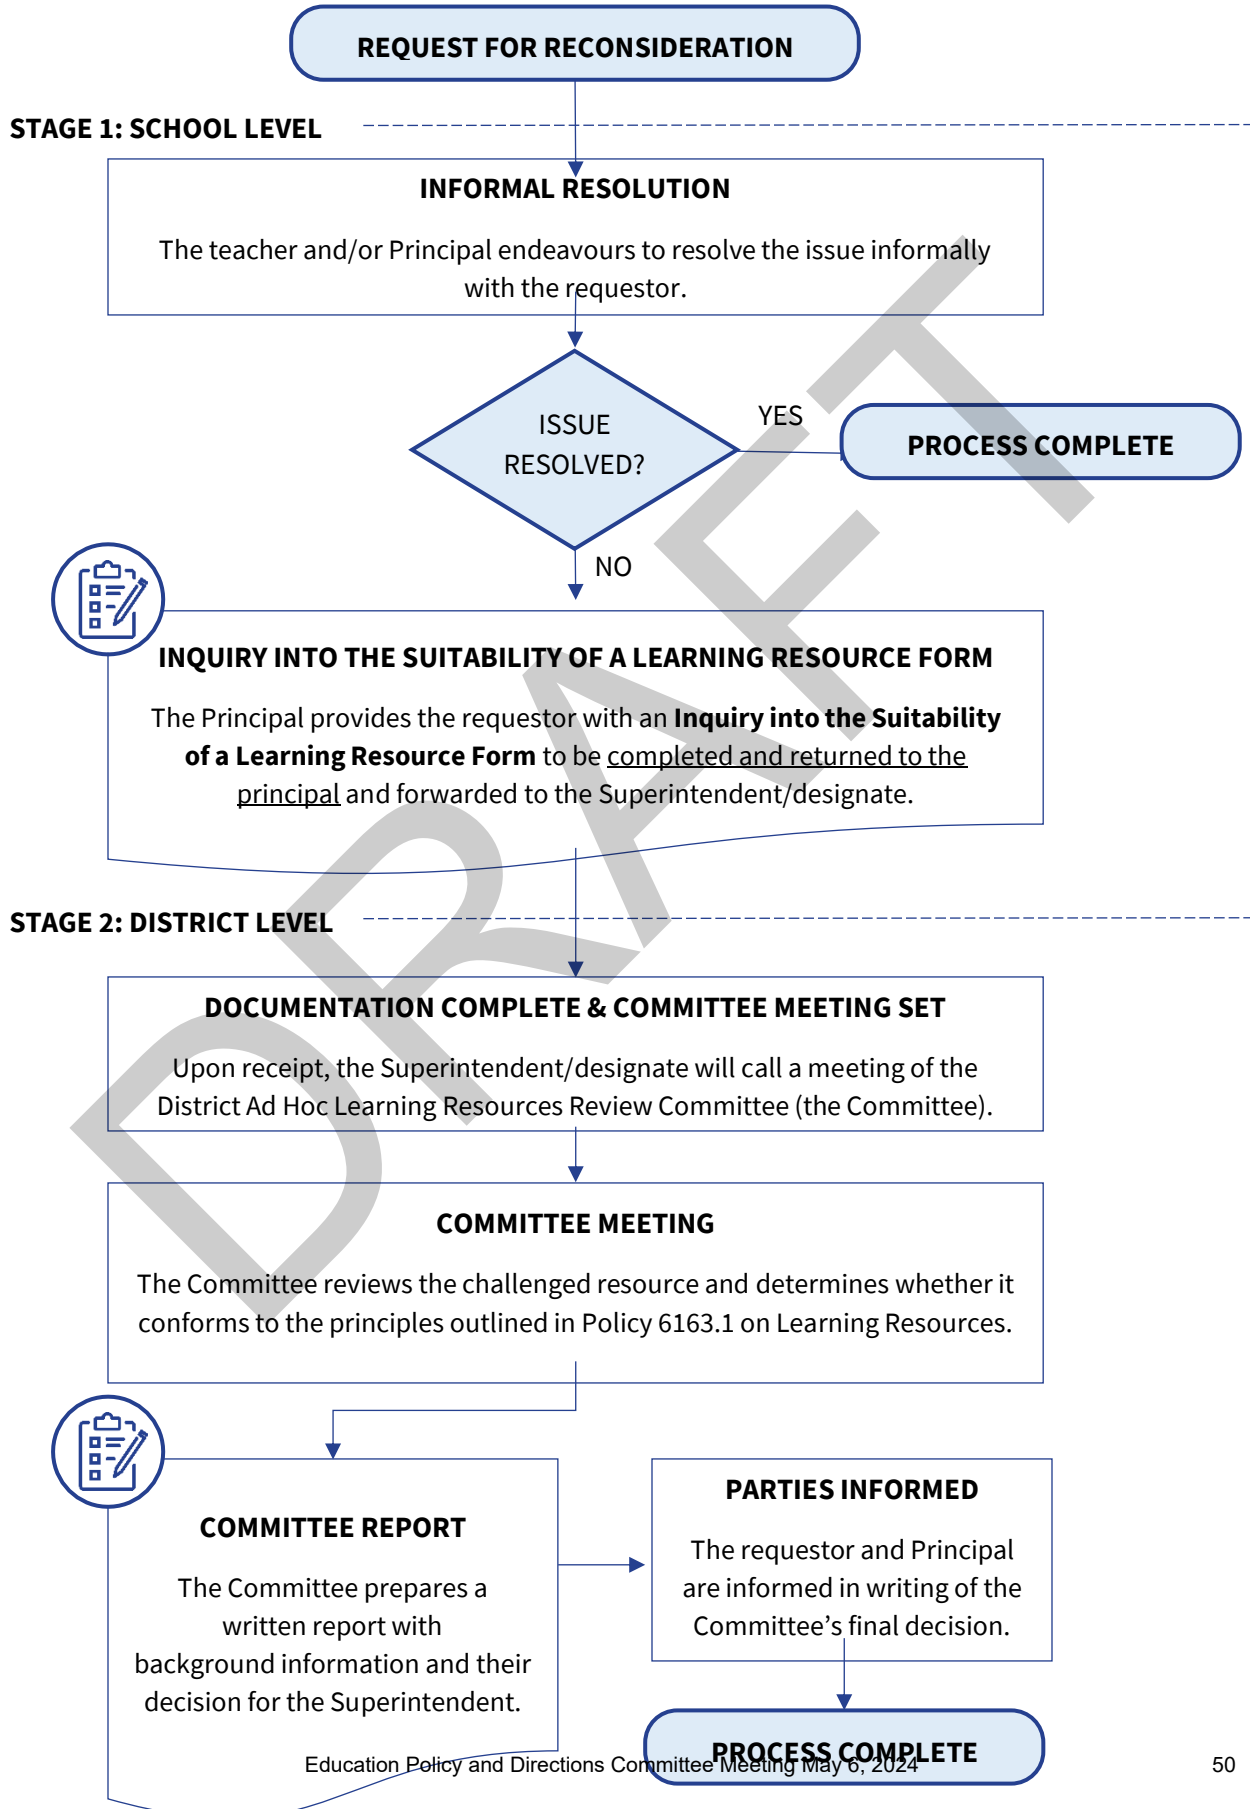 REQUEST FOR RECONSIDERATION
STAGE 1: SCHOOL LEVEL
INFORMAL RESOLUTION
The teacher and/or Principal endeavours to resolve the issue informally
with the requestor.
ISSUE
RESOLVED?
YES
PROCESS COMPLETE
NO
INQUIRY INTO THE SUITABILITY OF A LEARNING RESOURCE FORM
The Principal provides the requestor with an Inquiry into the Suitability
of a Learning Resource Form to be completed and returned to the
principal and forwarded to the Superintendent/designate.
STAGE 2: DISTRICT LEVEL
DOCUMENTATION COMPLETE & COMMITTEE MEETING SET
Upon receipt, the Superintendent/designate will call a meeting of the
District Ad Hoc Learning Resources Review Committee (the Committee).
COMMITTEE MEETING
The Committee reviews the challenged resource and determines whether it
conforms to the principles outlined in Policy 6163.1 on Learning Resources.
COMMITTEE REPORT
The Committee prepares a
written report with
background information and their
decision for the Superintendent.
PARTIES INFORMED
The requestor and Principal
are informed in writing of the
Committee's final decision.
PROCESS COMPLETE
Education Policy and Directions Committee Meeting May 6, 2024
50
DRAFT